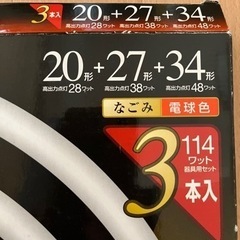 3本入 20形+27形+34形
高出力点灯28ワット 高出力点灯38ワット 高出力点灯48ワット
20形+27形+34形
高出力点灯28ワット 高出力点灯38ワット 高出力点灯48ワット
なごみ 電球色
3本入
114ワット
器具用セット